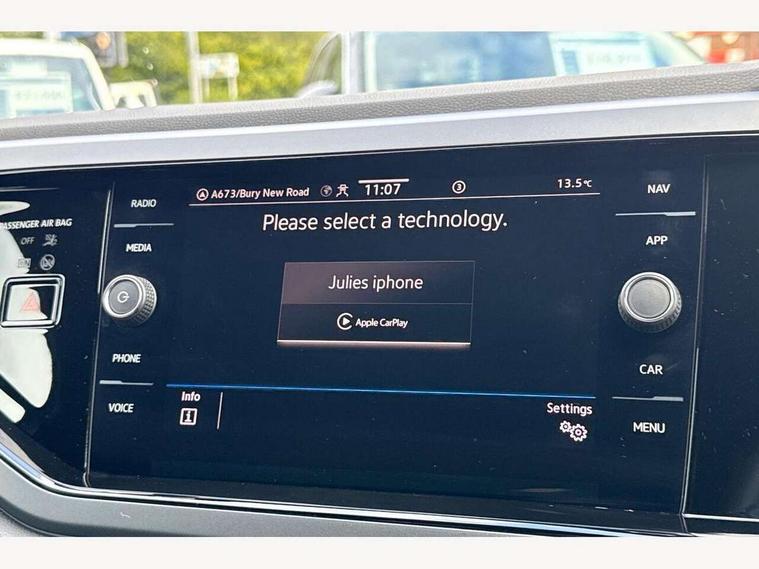 A673/Bury New Road
11:07
3
13.5°C
Please select a technology.
Julies iphone
Apple CarPlay
Info
i
Settings
RADIO
MEDIA
PHONE
VOICE
NAV
APP
CAR
MENU
PASSENGER AIR BAG
OFF